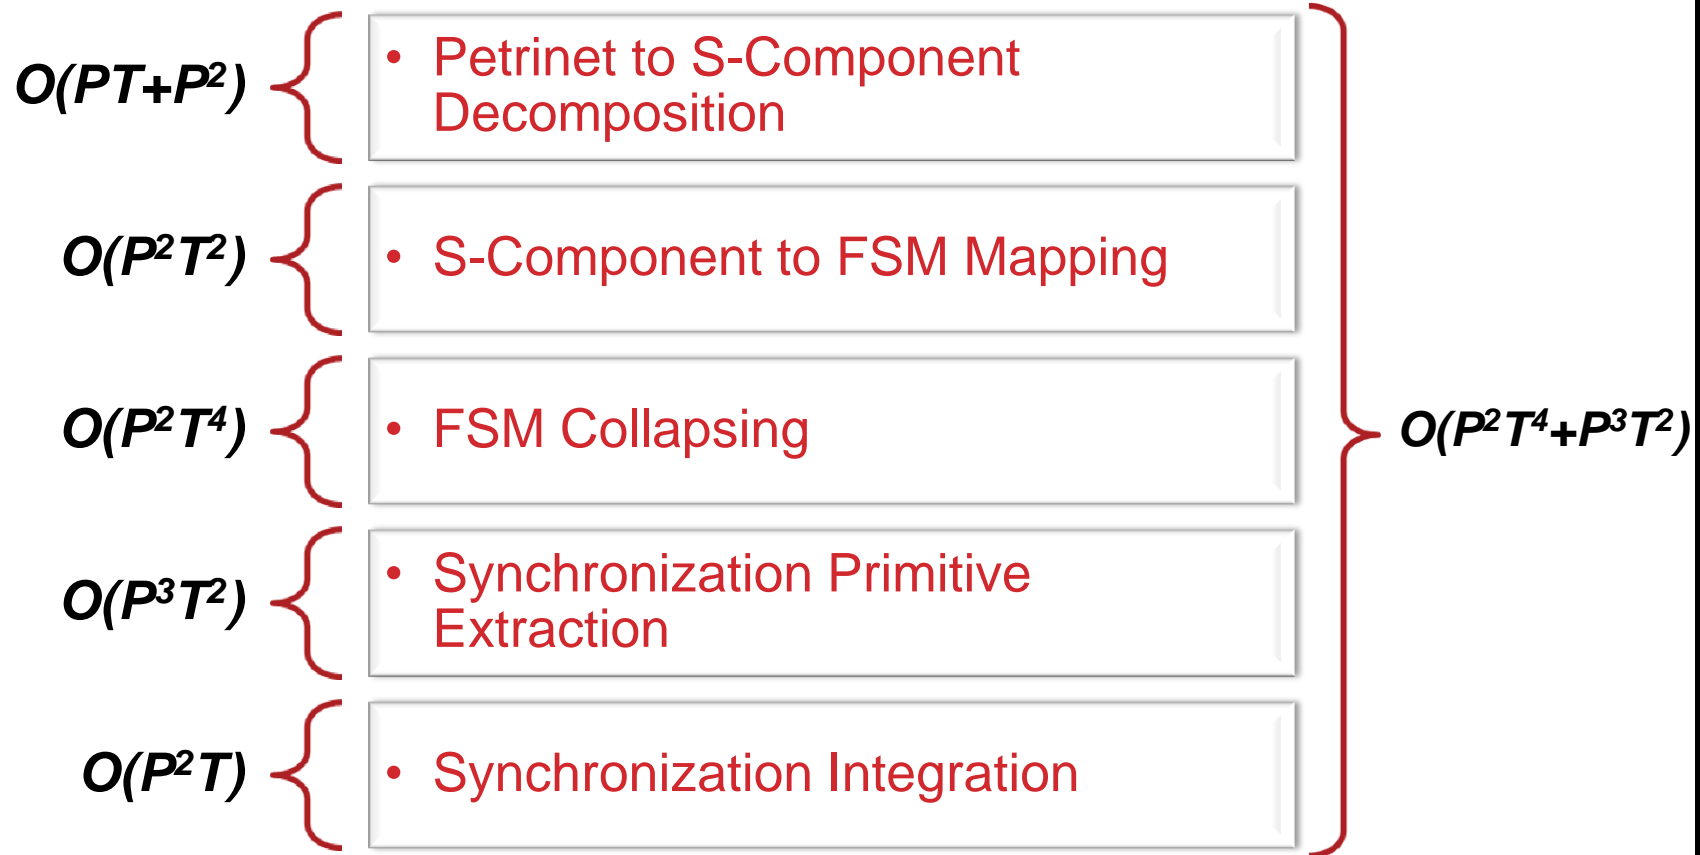 O(PT+P²)
• Petrinet to S-Component
Decomposition
O(P²T²)
• S-Component to FSM Mapping
O(P²T⁴)
• FSM Collapsing
O(P²T⁴+P³T²)
O(P³T²)
• Synchronization Primitive
Extraction
O(P²T)
• Synchronization Integration